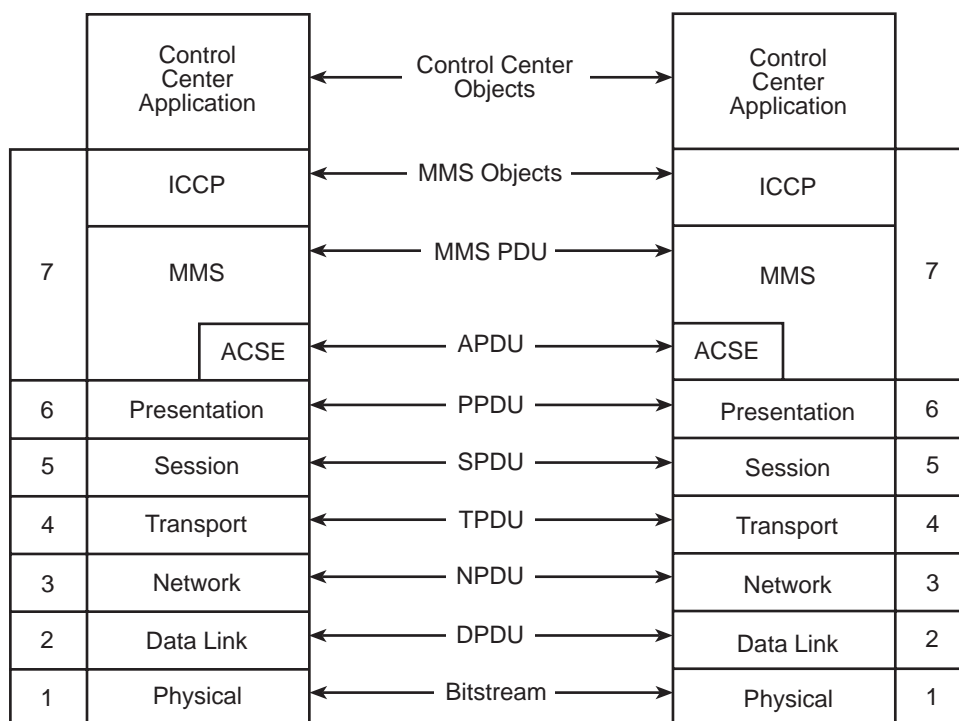 Control
Center
Application
Control Center
Objects
Control
Center
Application
ICCP
MMS Objects
ICCP
7
MMS
MMS PDU
MMS
7
ACSE
APDU
ACSE
6
Presentation
PPDU
Presentation
6
5
Session
SPDU
Session
5
4
Transport
TPDU
Transport
4
3
Network
NPDU
Network
3
2
Data Link
DPDU
Data Link
2
1
Physical
Bitstream
Physical
1